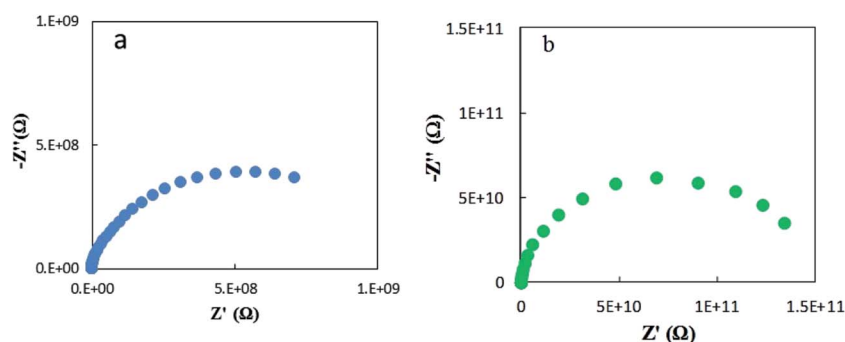 a
1.E+09
5.E+08
0.E+00
0.E+00
5.E+08
1.E+09
-Z''(Ω)
Z' (Ω)
b
1.5E+11
1E+11
5E+10
0
0
5E+10
1E+11
1.5E+11
-Z'' (Ω)
Z' (Ω)